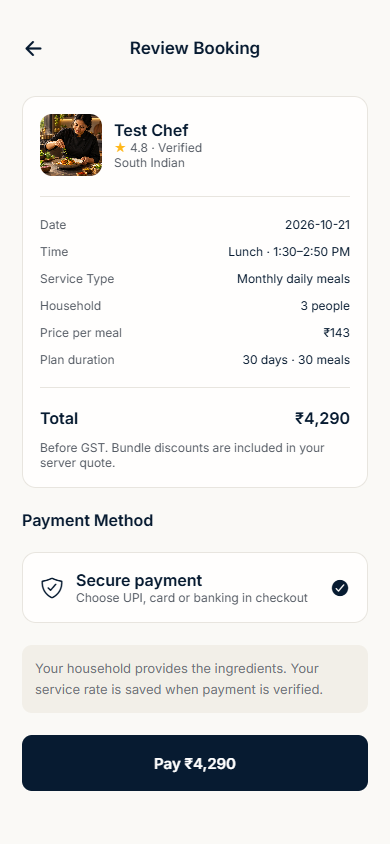 Review Booking
Test Chef
★ 4.8 · Verified
South Indian
Date 2026-10-21
Time Lunch · 1:30–2:50 PM
Service Type Monthly daily meals
Household 3 people
Price per meal ₹143
Plan duration 30 days · 30 meals
Total ₹4,290
Before GST. Bundle discounts are included in your
server quote.
Payment Method
Secure payment
Choose UPI, card or banking in checkout
Your household provides the ingredients. Your
service rate is saved when payment is verified.
Pay ₹4,290